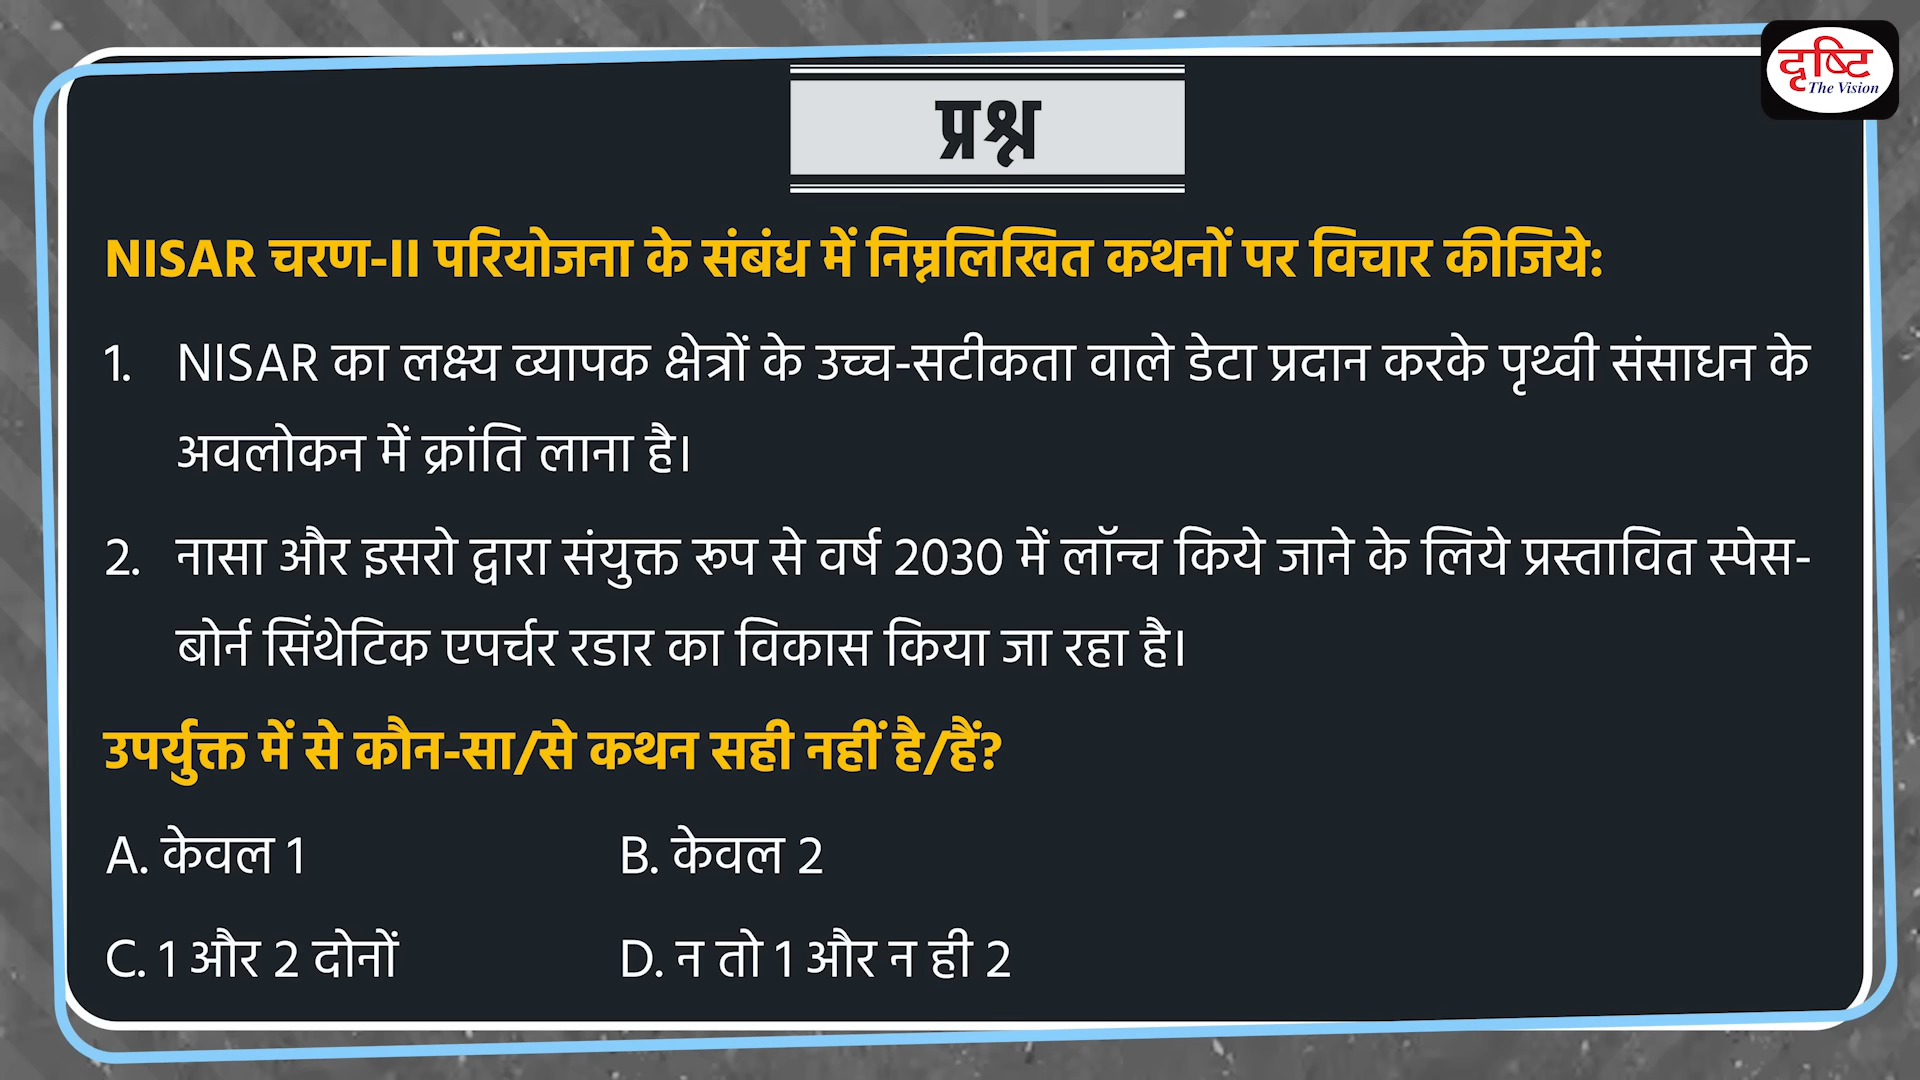 दृष्टि
The Vision
प्रश्न
NISAR चरण-II परियोजना के संबंध में निम्नलिखित कथनों पर विचार कीजिये:
1. NISAR का लक्ष्य व्यापक क्षेत्रों के उच्च-सटीकता वाले डेटा प्रदान करके पृथ्वी संसाधन के
अवलोकन में क्रांति लाना है।
2. नासा और इसरो द्वारा संयुक्त रूप से वर्ष 2030 में लॉन्च किये जाने के लिये प्रस्तावित स्पेस-
बोर्न सिंथेटिक एपर्चर रडार का विकास किया जा रहा है।
उपर्युक्त में से कौन-सा/से कथन सही नहीं है/हैं?
A. केवल 1 B. केवल 2
C. 1 और 2 दोनों D. न तो 1 और न ही 2